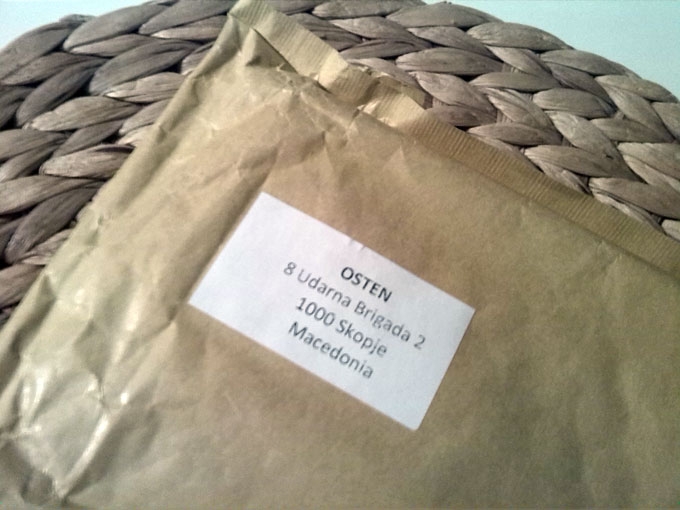 OSTEN
8 Udarna Brigada 2
1000 Skopje
Macedonia